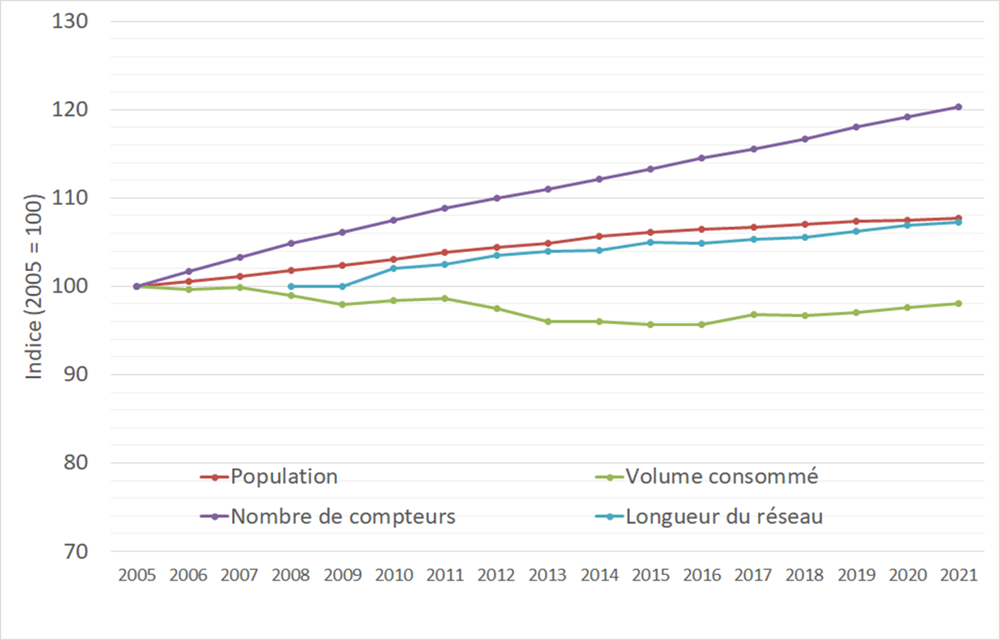 130
120
110
100
90
80
70
Indice (2005 = 100)
Population
Volume consommé
Nombre de compteurs
Longueur du réseau
2005 2006 2007 2008 2009 2010 2011 2012 2013 2014 2015 2016 2017 2018 2019 2020 2021